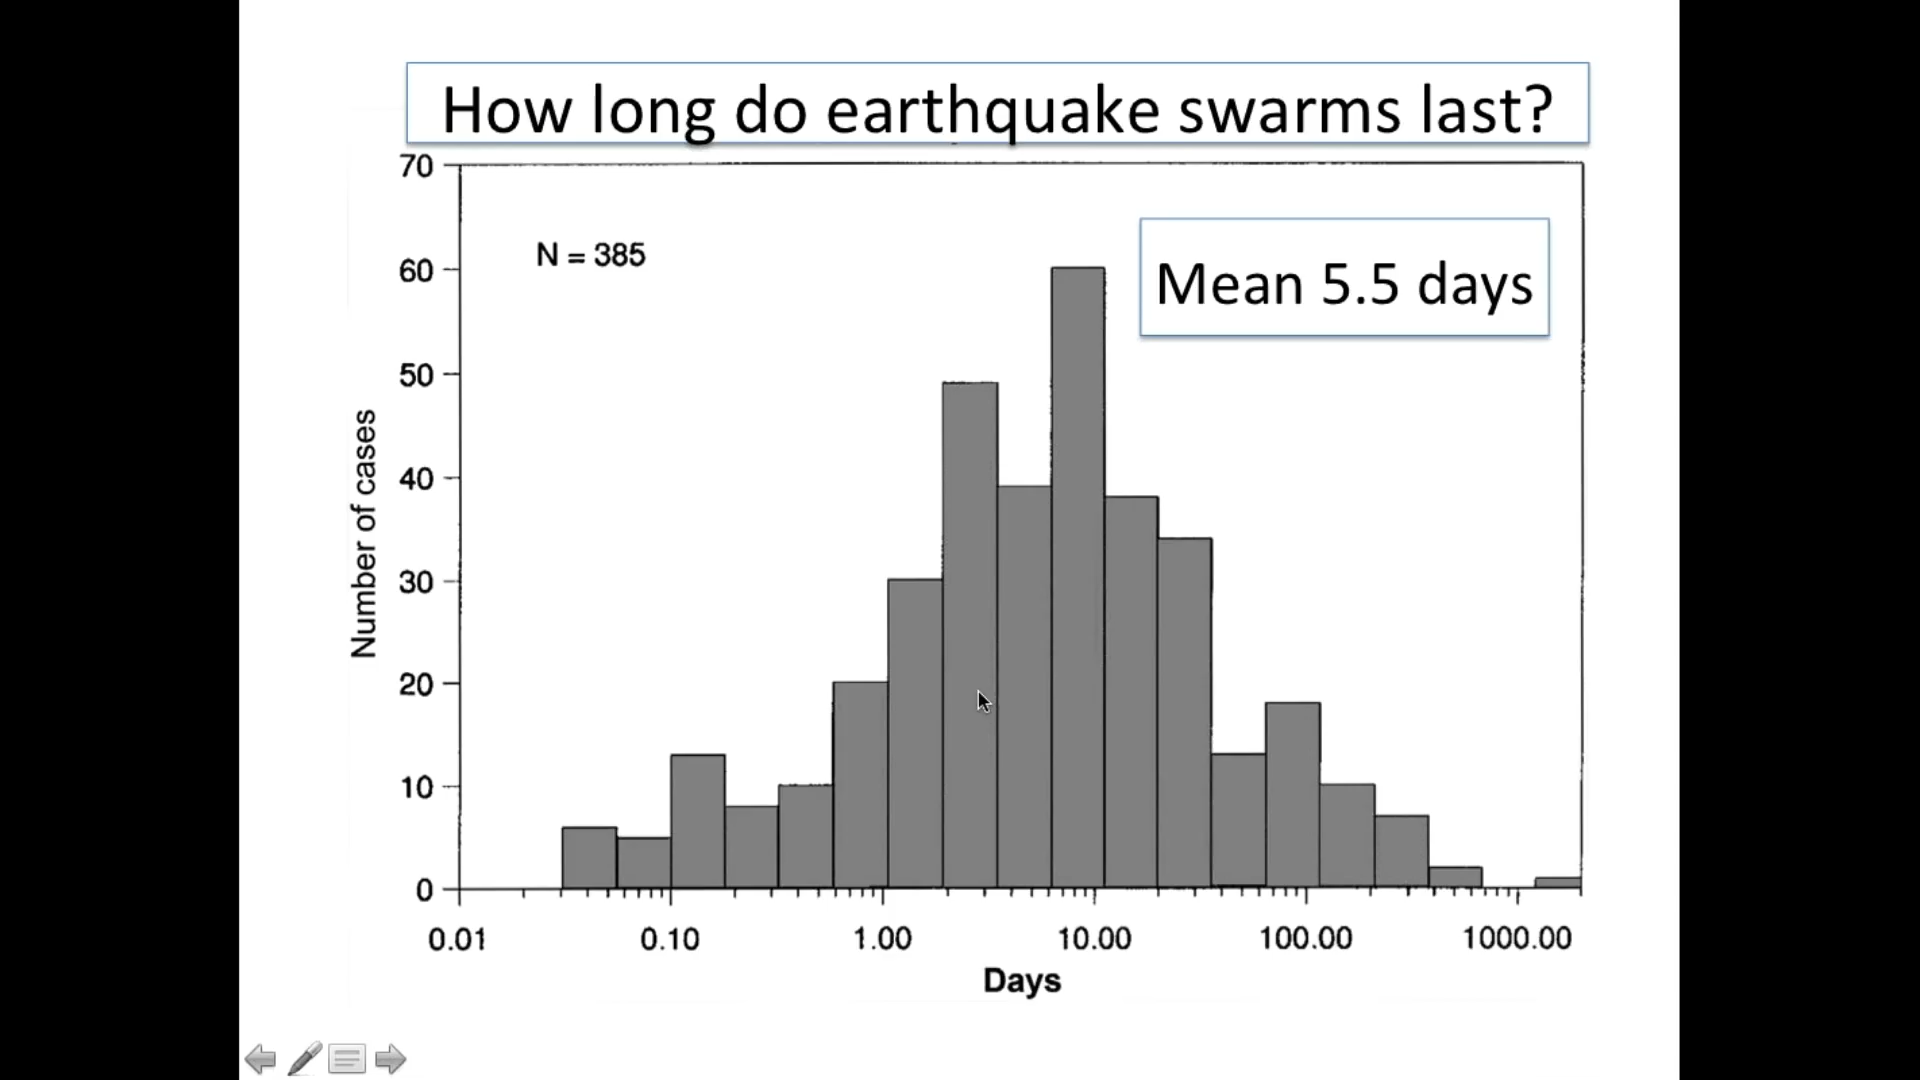 How long do earthquake swarms last?
70
N = 385
60
Mean 5.5 days
50
40
30
20
10
0
Number of cases
0.01 0.10 1.00 10.00 100.00 1000.00
Days